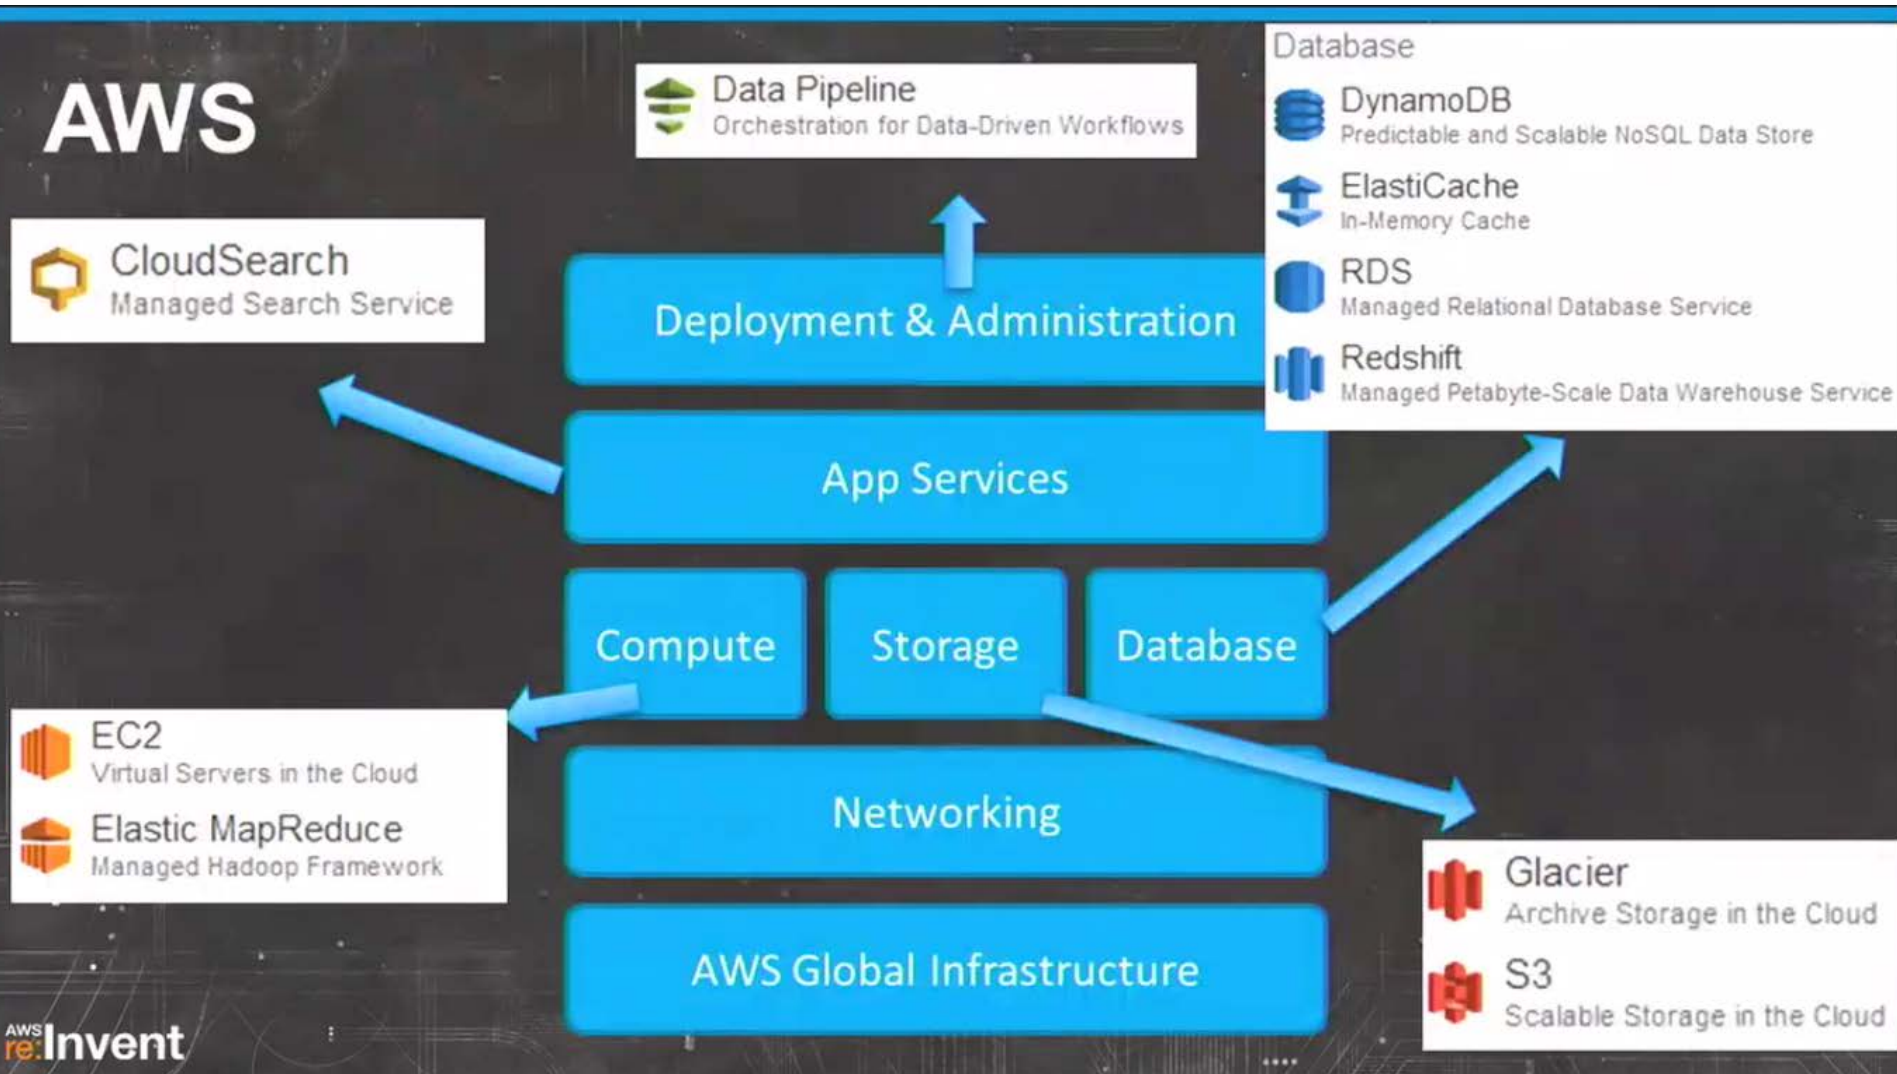 AWS
Data Pipeline
Orchestration for Data-Driven Workflows
Database
DynamoDB
Predictable and Scalable NoSQL Data Store
ElastiCache
In-Memory Cache
RDS
Managed Relational Database Service
Redshift
Managed Petabyte-Scale Data Warehouse Service
CloudSearch
Managed Search Service
Deployment & Administration
App Services
Compute
Storage
Database
EC2
Virtual Servers in the Cloud
Elastic MapReduce
Managed Hadoop Framework
Networking
Glacier
Archive Storage in the Cloud
S3
Scalable Storage in the Cloud
AWS Global Infrastructure
AWS
re:Invent